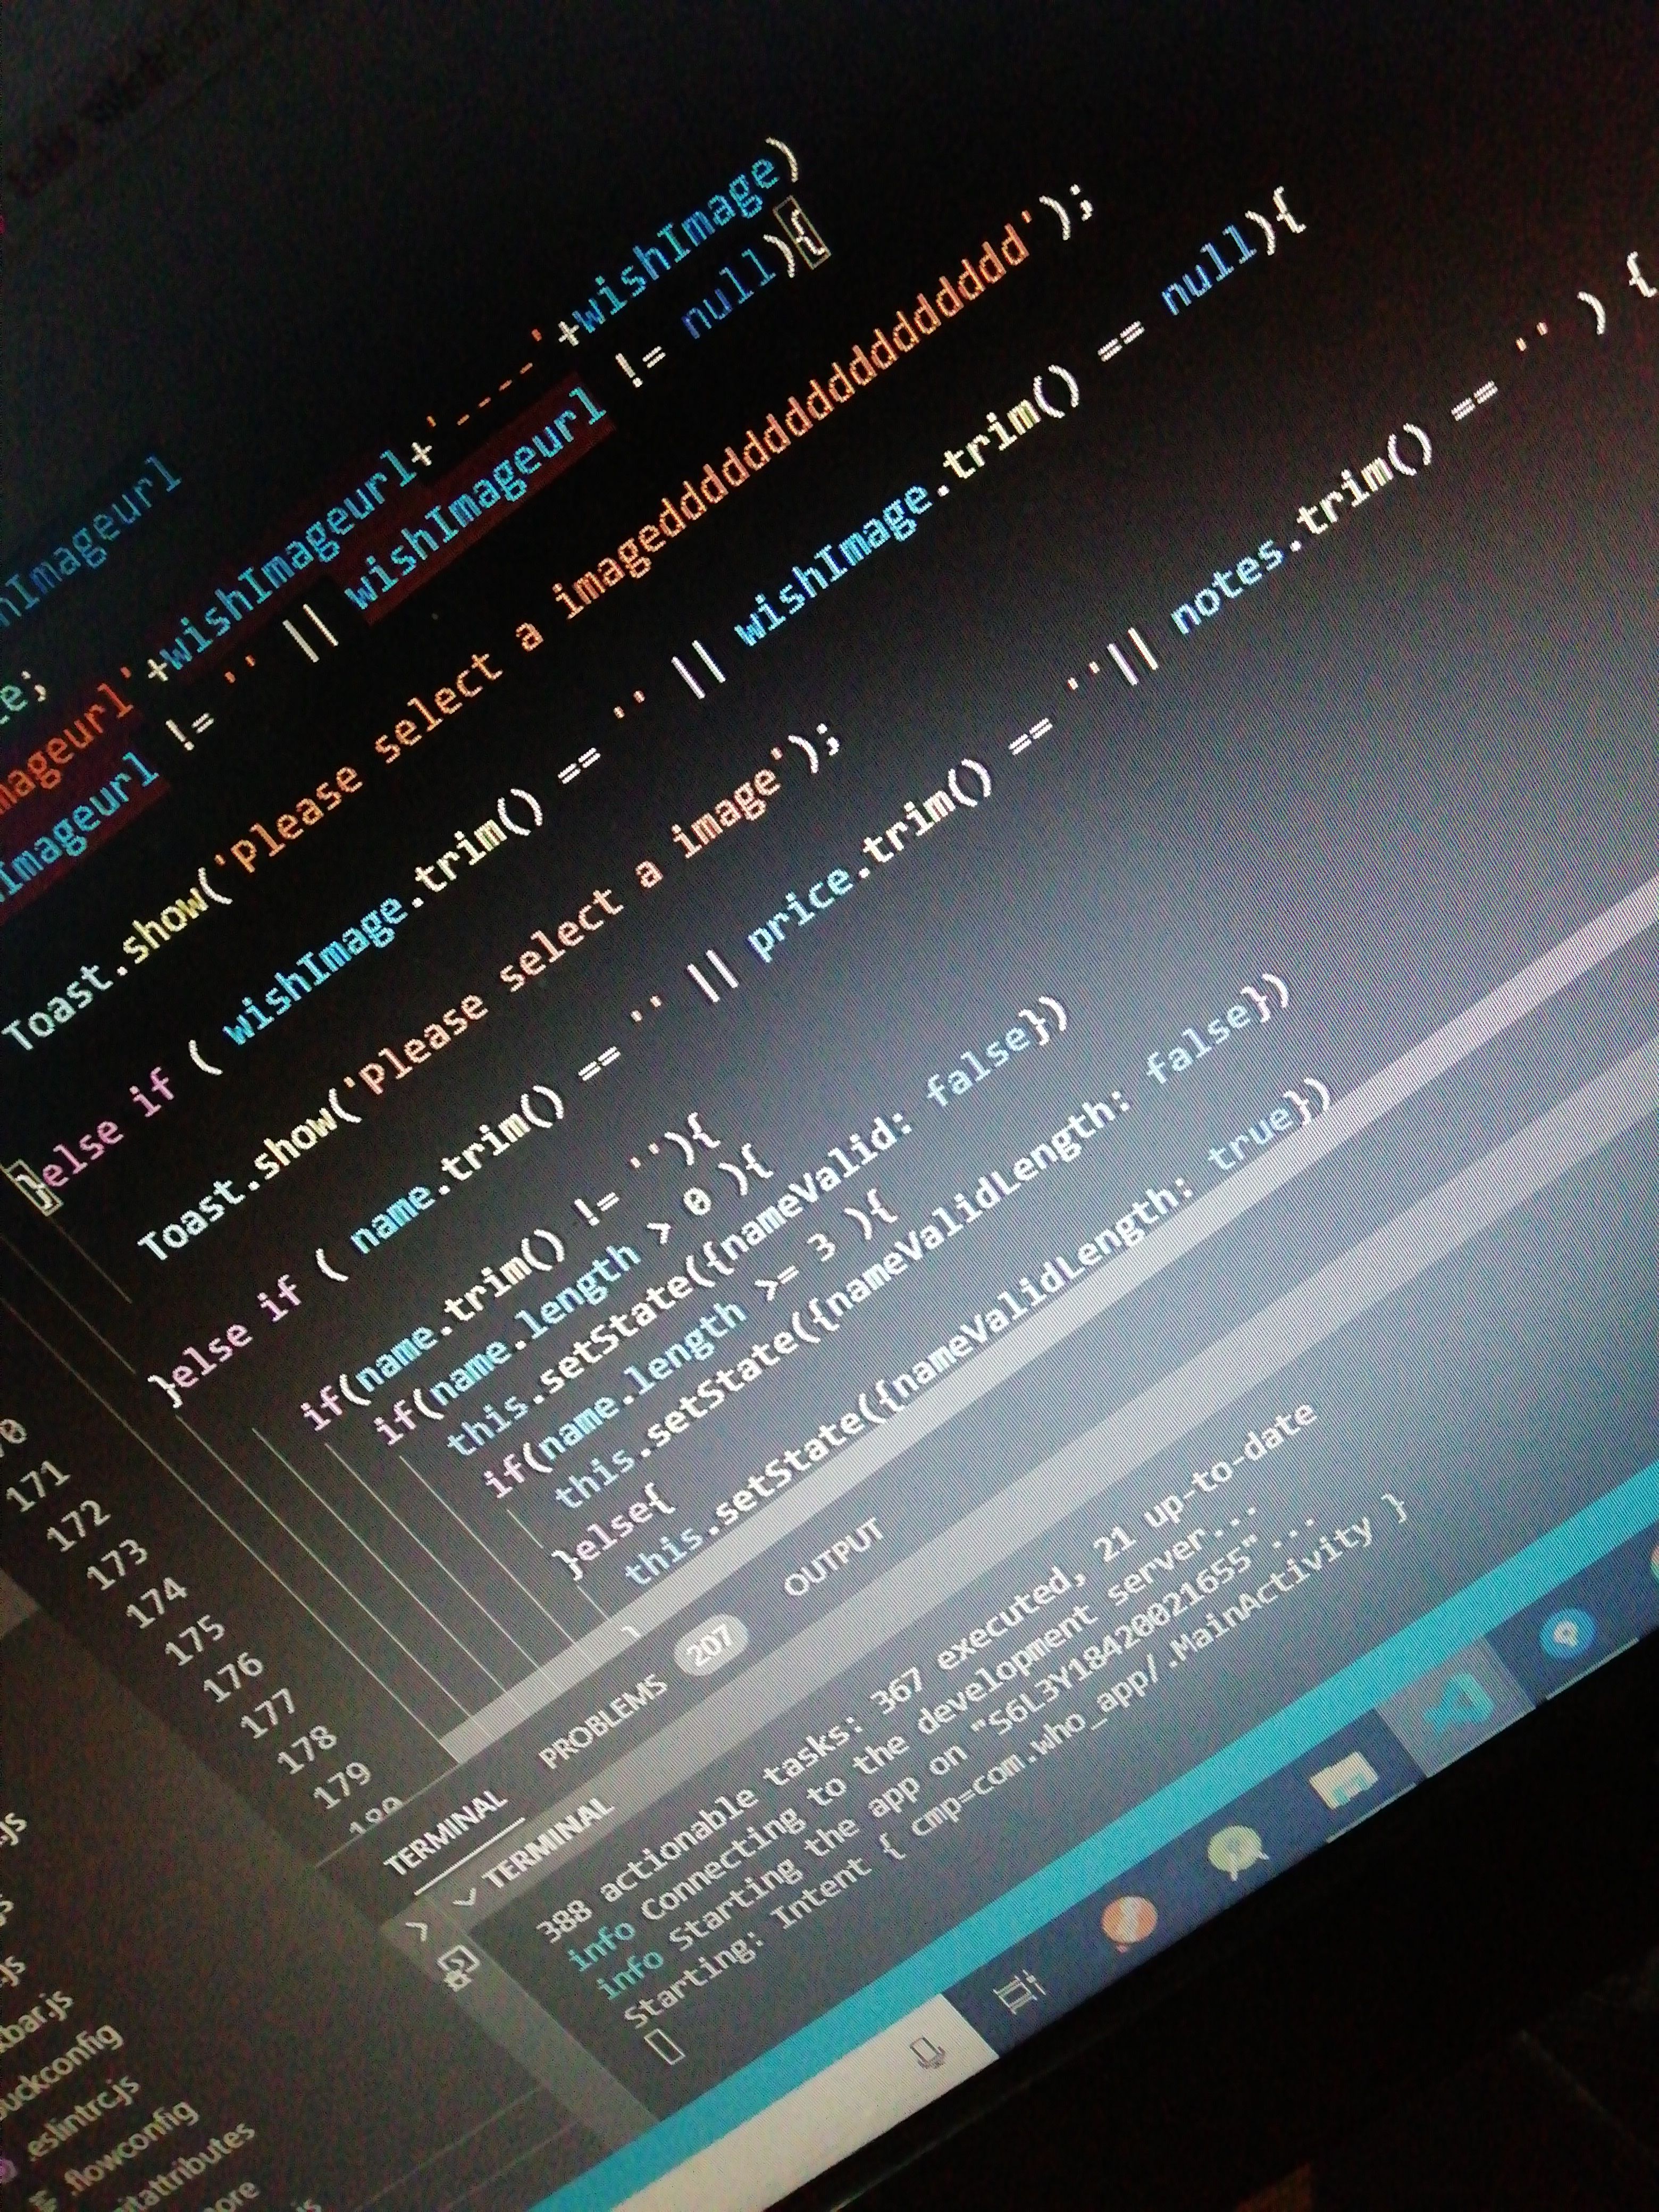 hImageurl
e;
mageurl'+wishImageurl+'----'+wishImage)
Imageurl != '' || wishImageurl != null){
Toast.show('Please select a imagedddddddddddddddddddddd');
}else if ( wishImage.trim() == '' || wishImage.trim() == null){
Toast.show('Please select a image');
}else if ( name.trim() == '' || price.trim() == ''|| notes.trim() == '' ) {
if(name.trim() != ''){
if(name.length > 0 ){
this.setState({nameValid: false})
if(name.length >= 3 ){
this.setState({nameValidLength: false})
}else{
this.setState({nameValidLength: true})
171
172
173
174
175
176
177
178
179
180
TERMINAL PROBLEMS 207 OUTPUT
TERMINAL
388 actionable tasks: 367 executed, 21 up-to-date
info Connecting to the development server...
info Starting the app on "S6L3Y18420021655"...
Starting: Intent { cmp=com.who_app/.MainActivity }
.js
.js
bar.js
buckconfig
.eslintrc.js
.flowconfig
itattributes
nore
.js